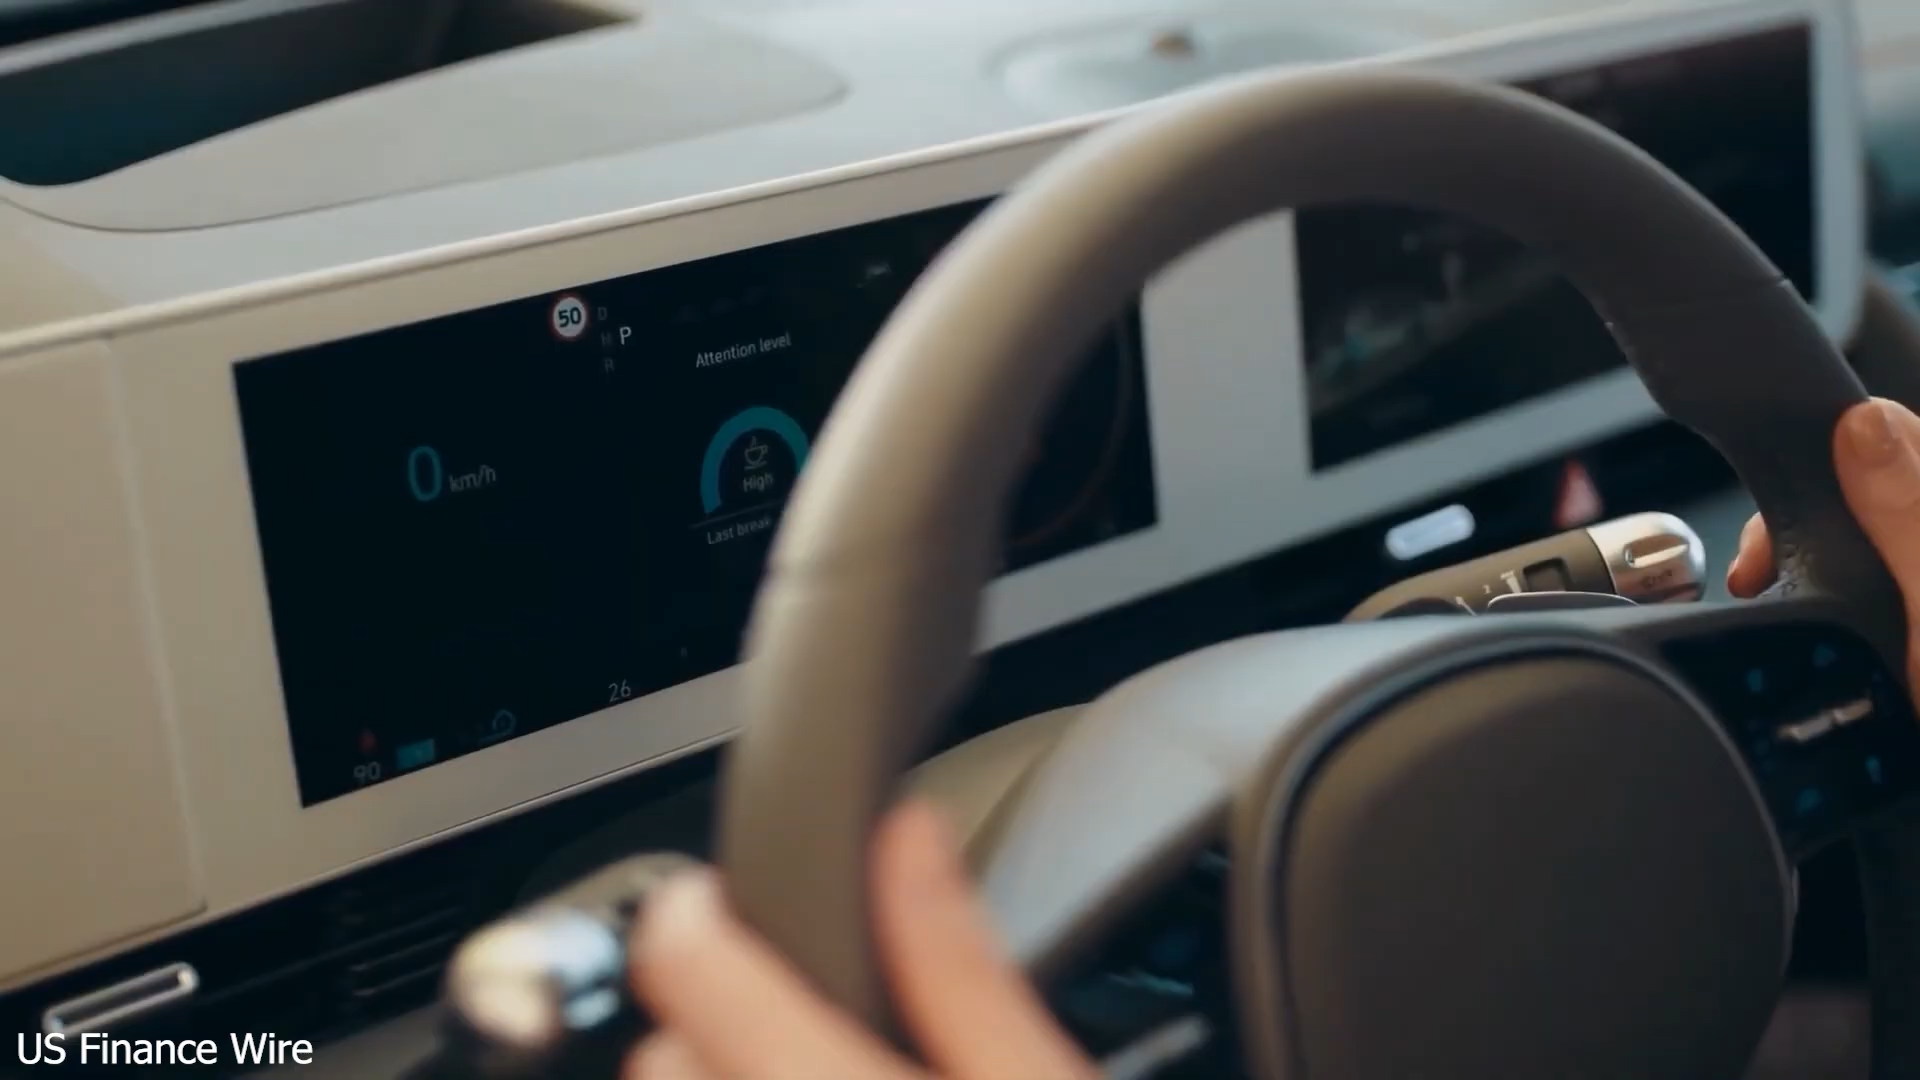 50
D
N
R
P
Attention level
0 km/h
High
Last break
26
90
US Finance Wire